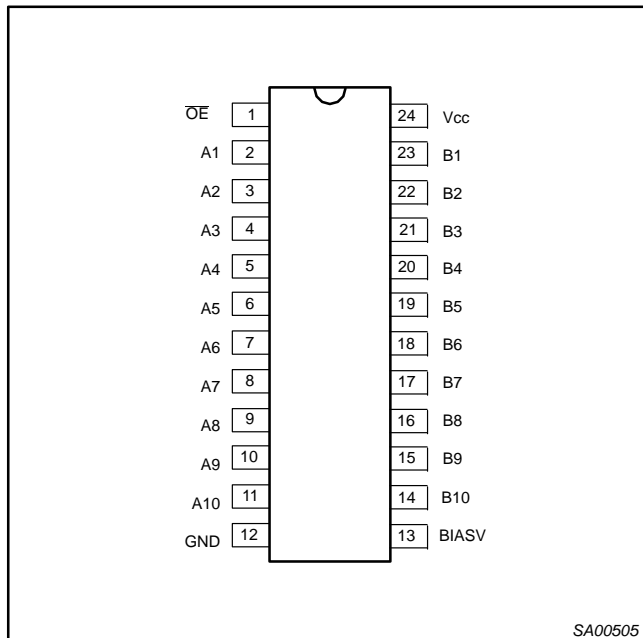 O̅E̅ 1 24 Vcc
A1 2 23 B1
A2 3 22 B2
A3 4 21 B3
A4 5 20 B4
A5 6 19 B5
A6 7 18 B6
A7 8 17 B7
A8 9 16 B8
A9 10 15 B9
A10 11 14 B10
GND 12 13 BIASV
SA00505